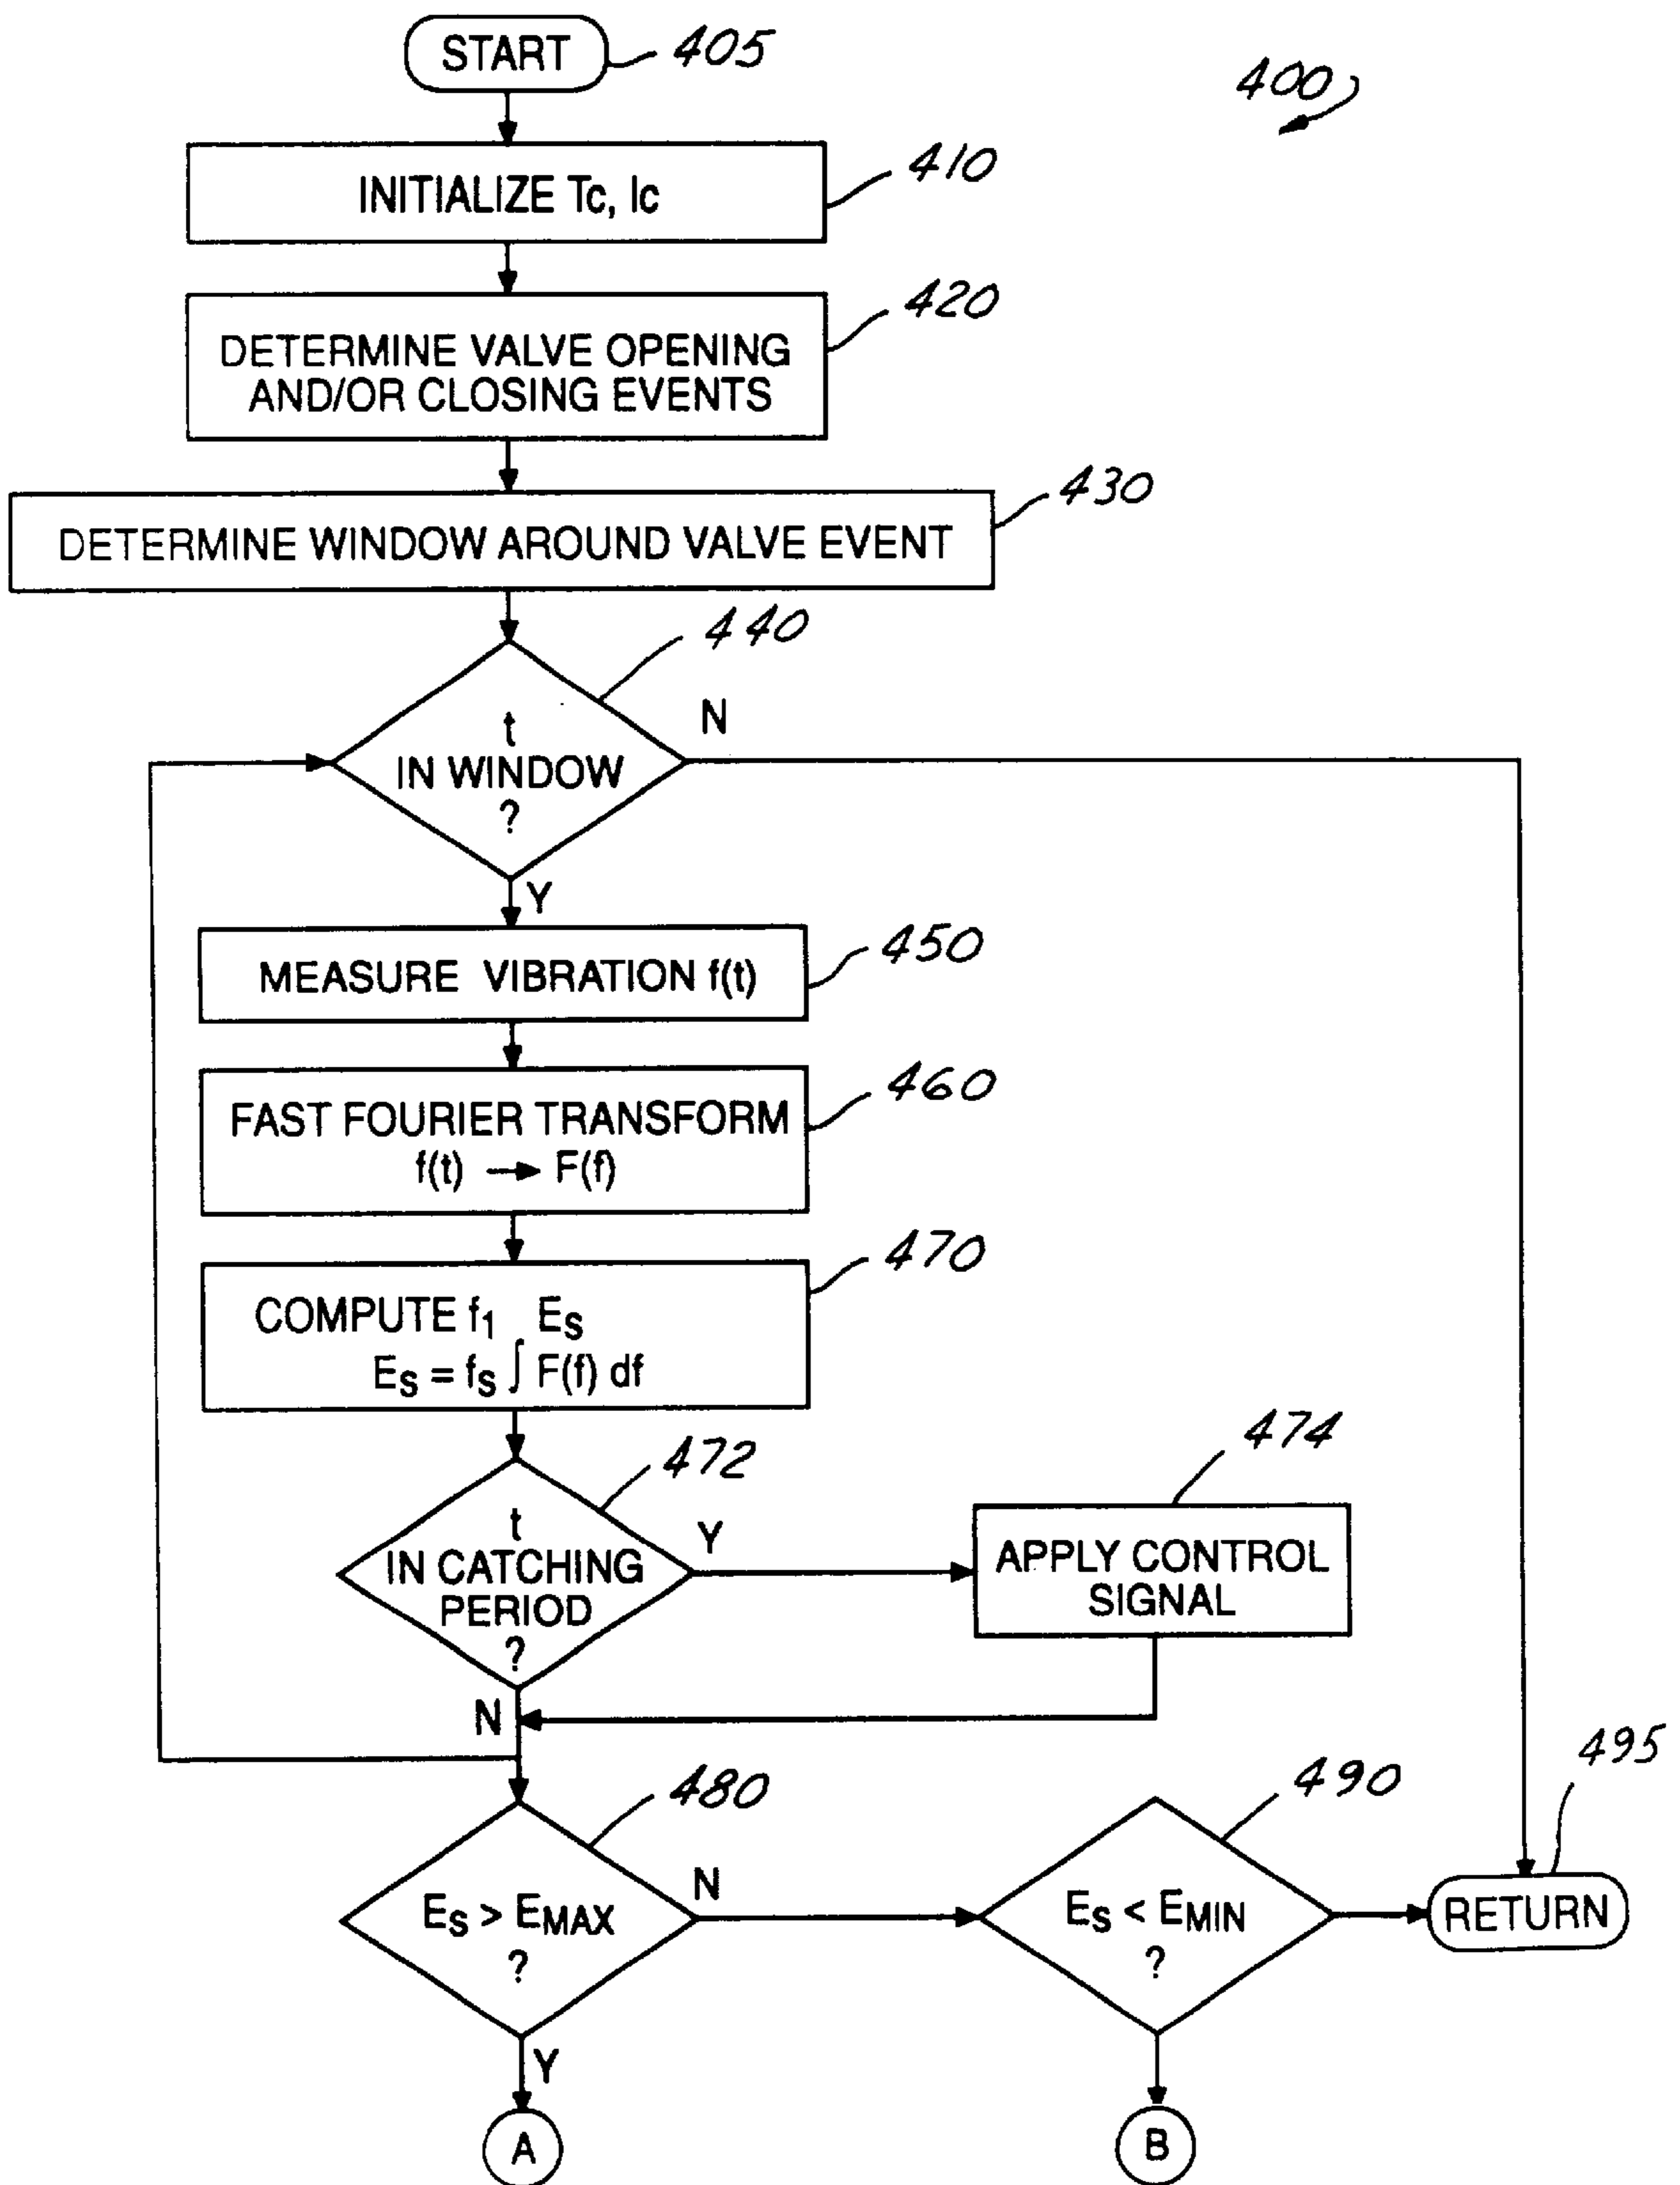 START
405
400
INITIALIZE Tc, Ic
410
DETERMINE VALVE OPENING
AND/OR CLOSING EVENTS
420
DETERMINE WINDOW AROUND VALVE EVENT
430
440
t
IN WINDOW
?
N
Y
MEASURE VIBRATION f(t)
450
FAST FOURIER TRANSFORM
f(t) → F(f)
460
COMPUTE f₁ Eₛ
Eₛ = fₛ ∫ F(f) df
470
472
474
t
IN CATCHING
PERIOD
?
Y
APPLY CONTROL
SIGNAL
N
480
490
495
Es > EMAX
?
N
Es < EMIN
?
RETURN
Y
A
B